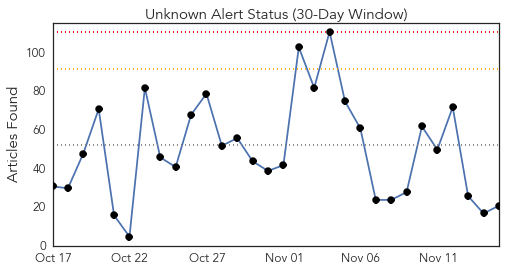 Unknown Alert Status (30-Day Window)
Articles Found
100
80
60
40
20
0
Oct 17 Oct 22 Oct 27 Nov 01 Nov 06 Nov 11